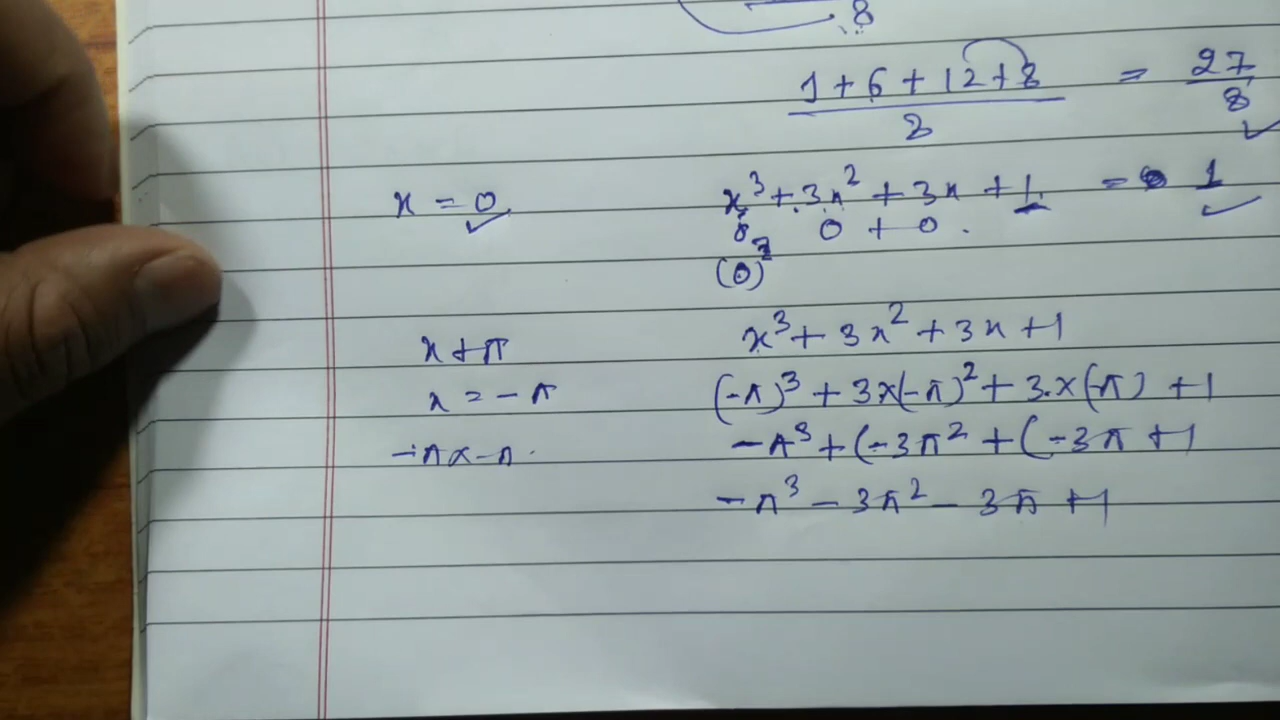 8
1 + 6 + 12 + 8 = 27
8 8
x = 0 x³ + 3x² + 3x + 1 = 1
0 0 + 0 .
(0)³
x + π x³ + 3x² + 3x + 1
x = - π (-π)³ + 3x(-π)² + 3.x(-π) + 1
-π x - π . - π³ + (-3π² + (-3π + 1
- π³ - 3π² - 3π + 1